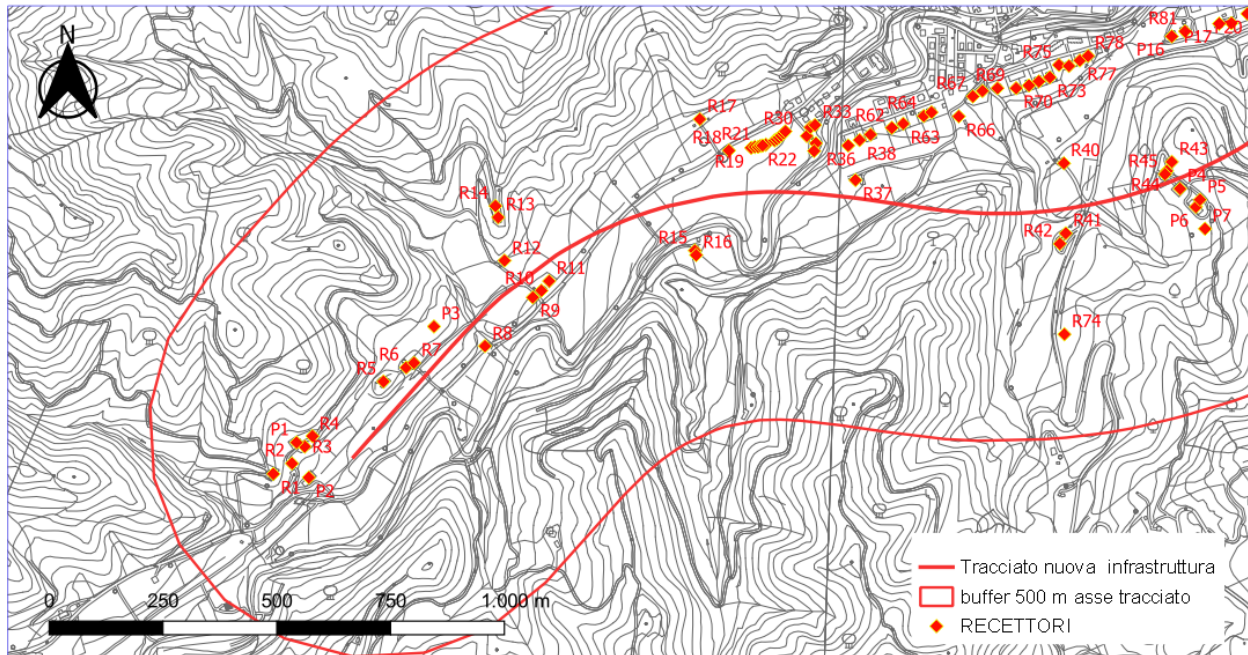 N
R81
P17
P20
P16
R78
R75
R77
R73
R70
R69
R67
R66
R64
R63
R62
R38
R36
R33
R30
R22
R21
R19
R18
R17
R37
R40
R43
R45
R44
P4
P5
P6
P7
R41
R42
R74
R14
R13
R12
R15
R16
R11
R10
R9
R8
P3
R6
R7
R5
P1
R4
R3
R2
R1
P2
0 250 500 750 1.000 m
Tracciato nuova infrastruttura
buffer 500 m asse tracciato
RECETTORI